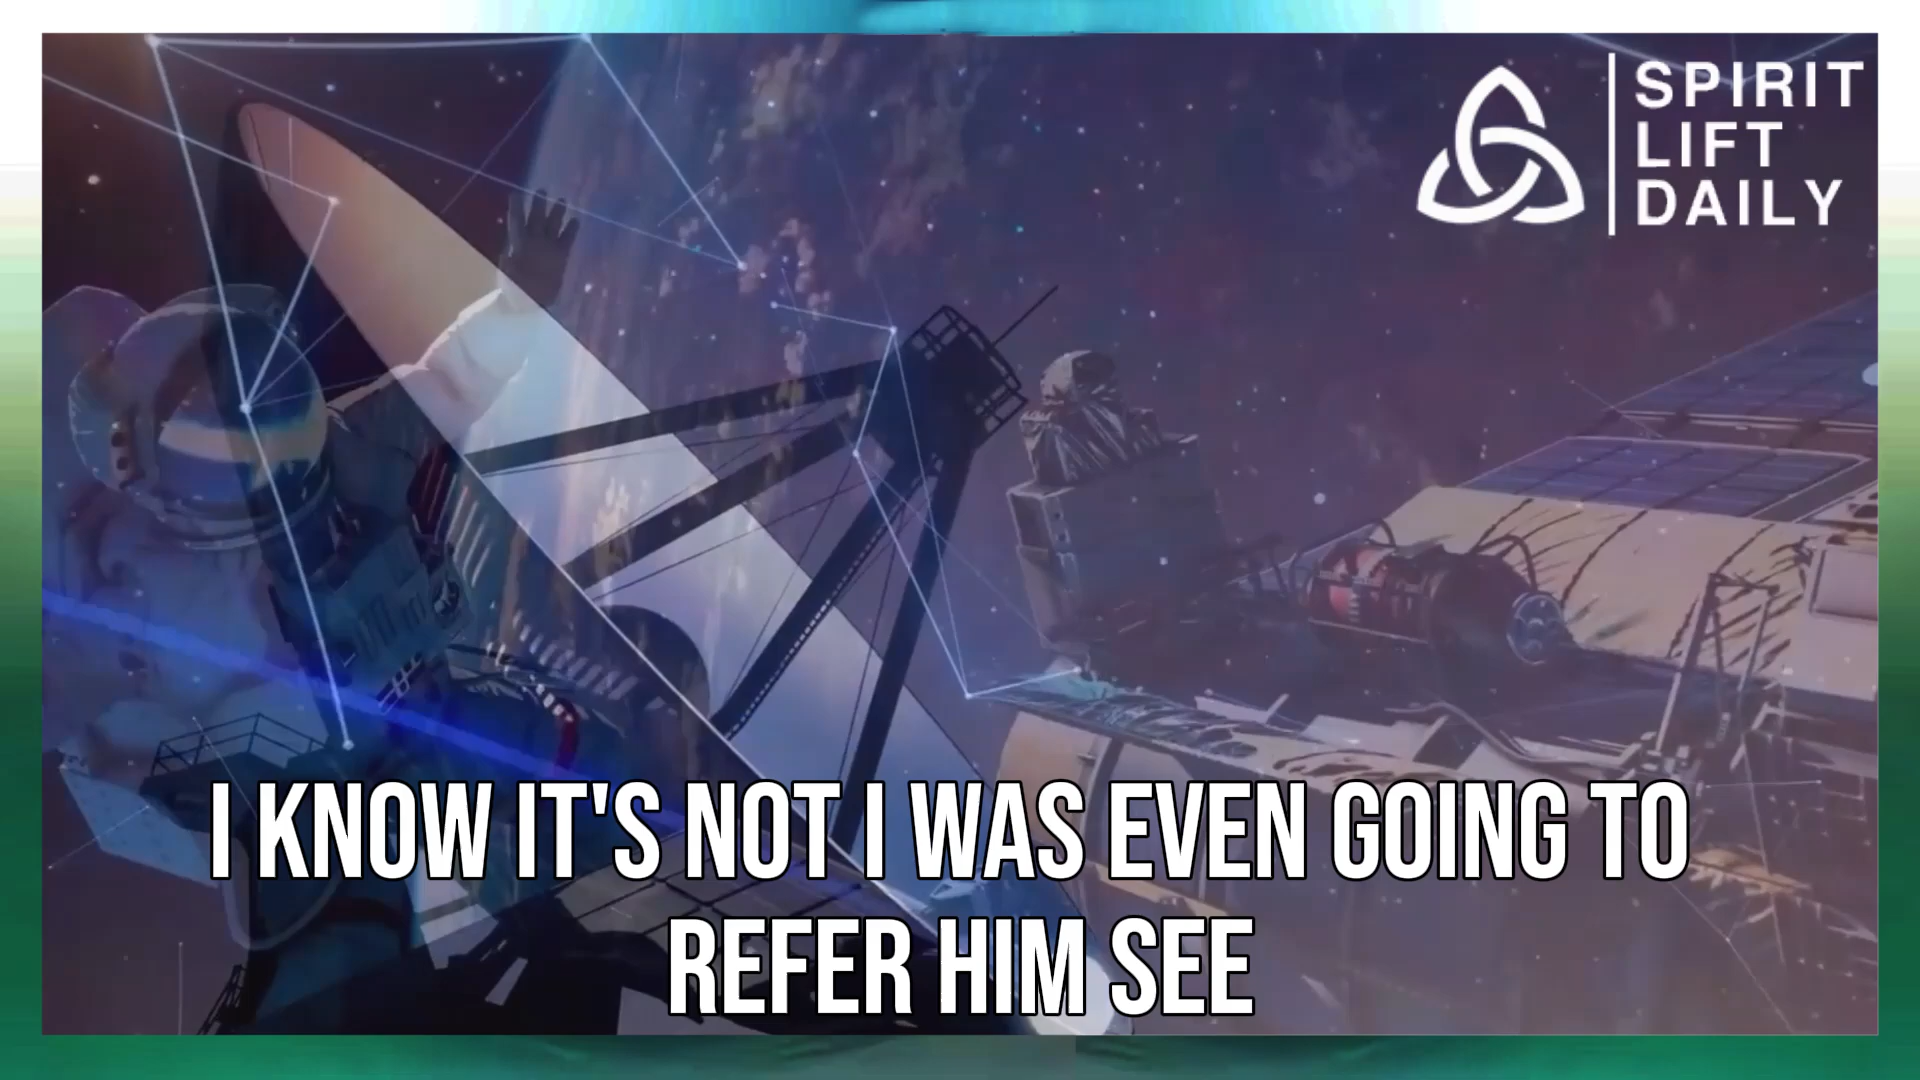 SPIRIT
LIFT
DAILY
I KNOW IT'S NOT I WAS EVEN GOING TO
REFER HIM SEE